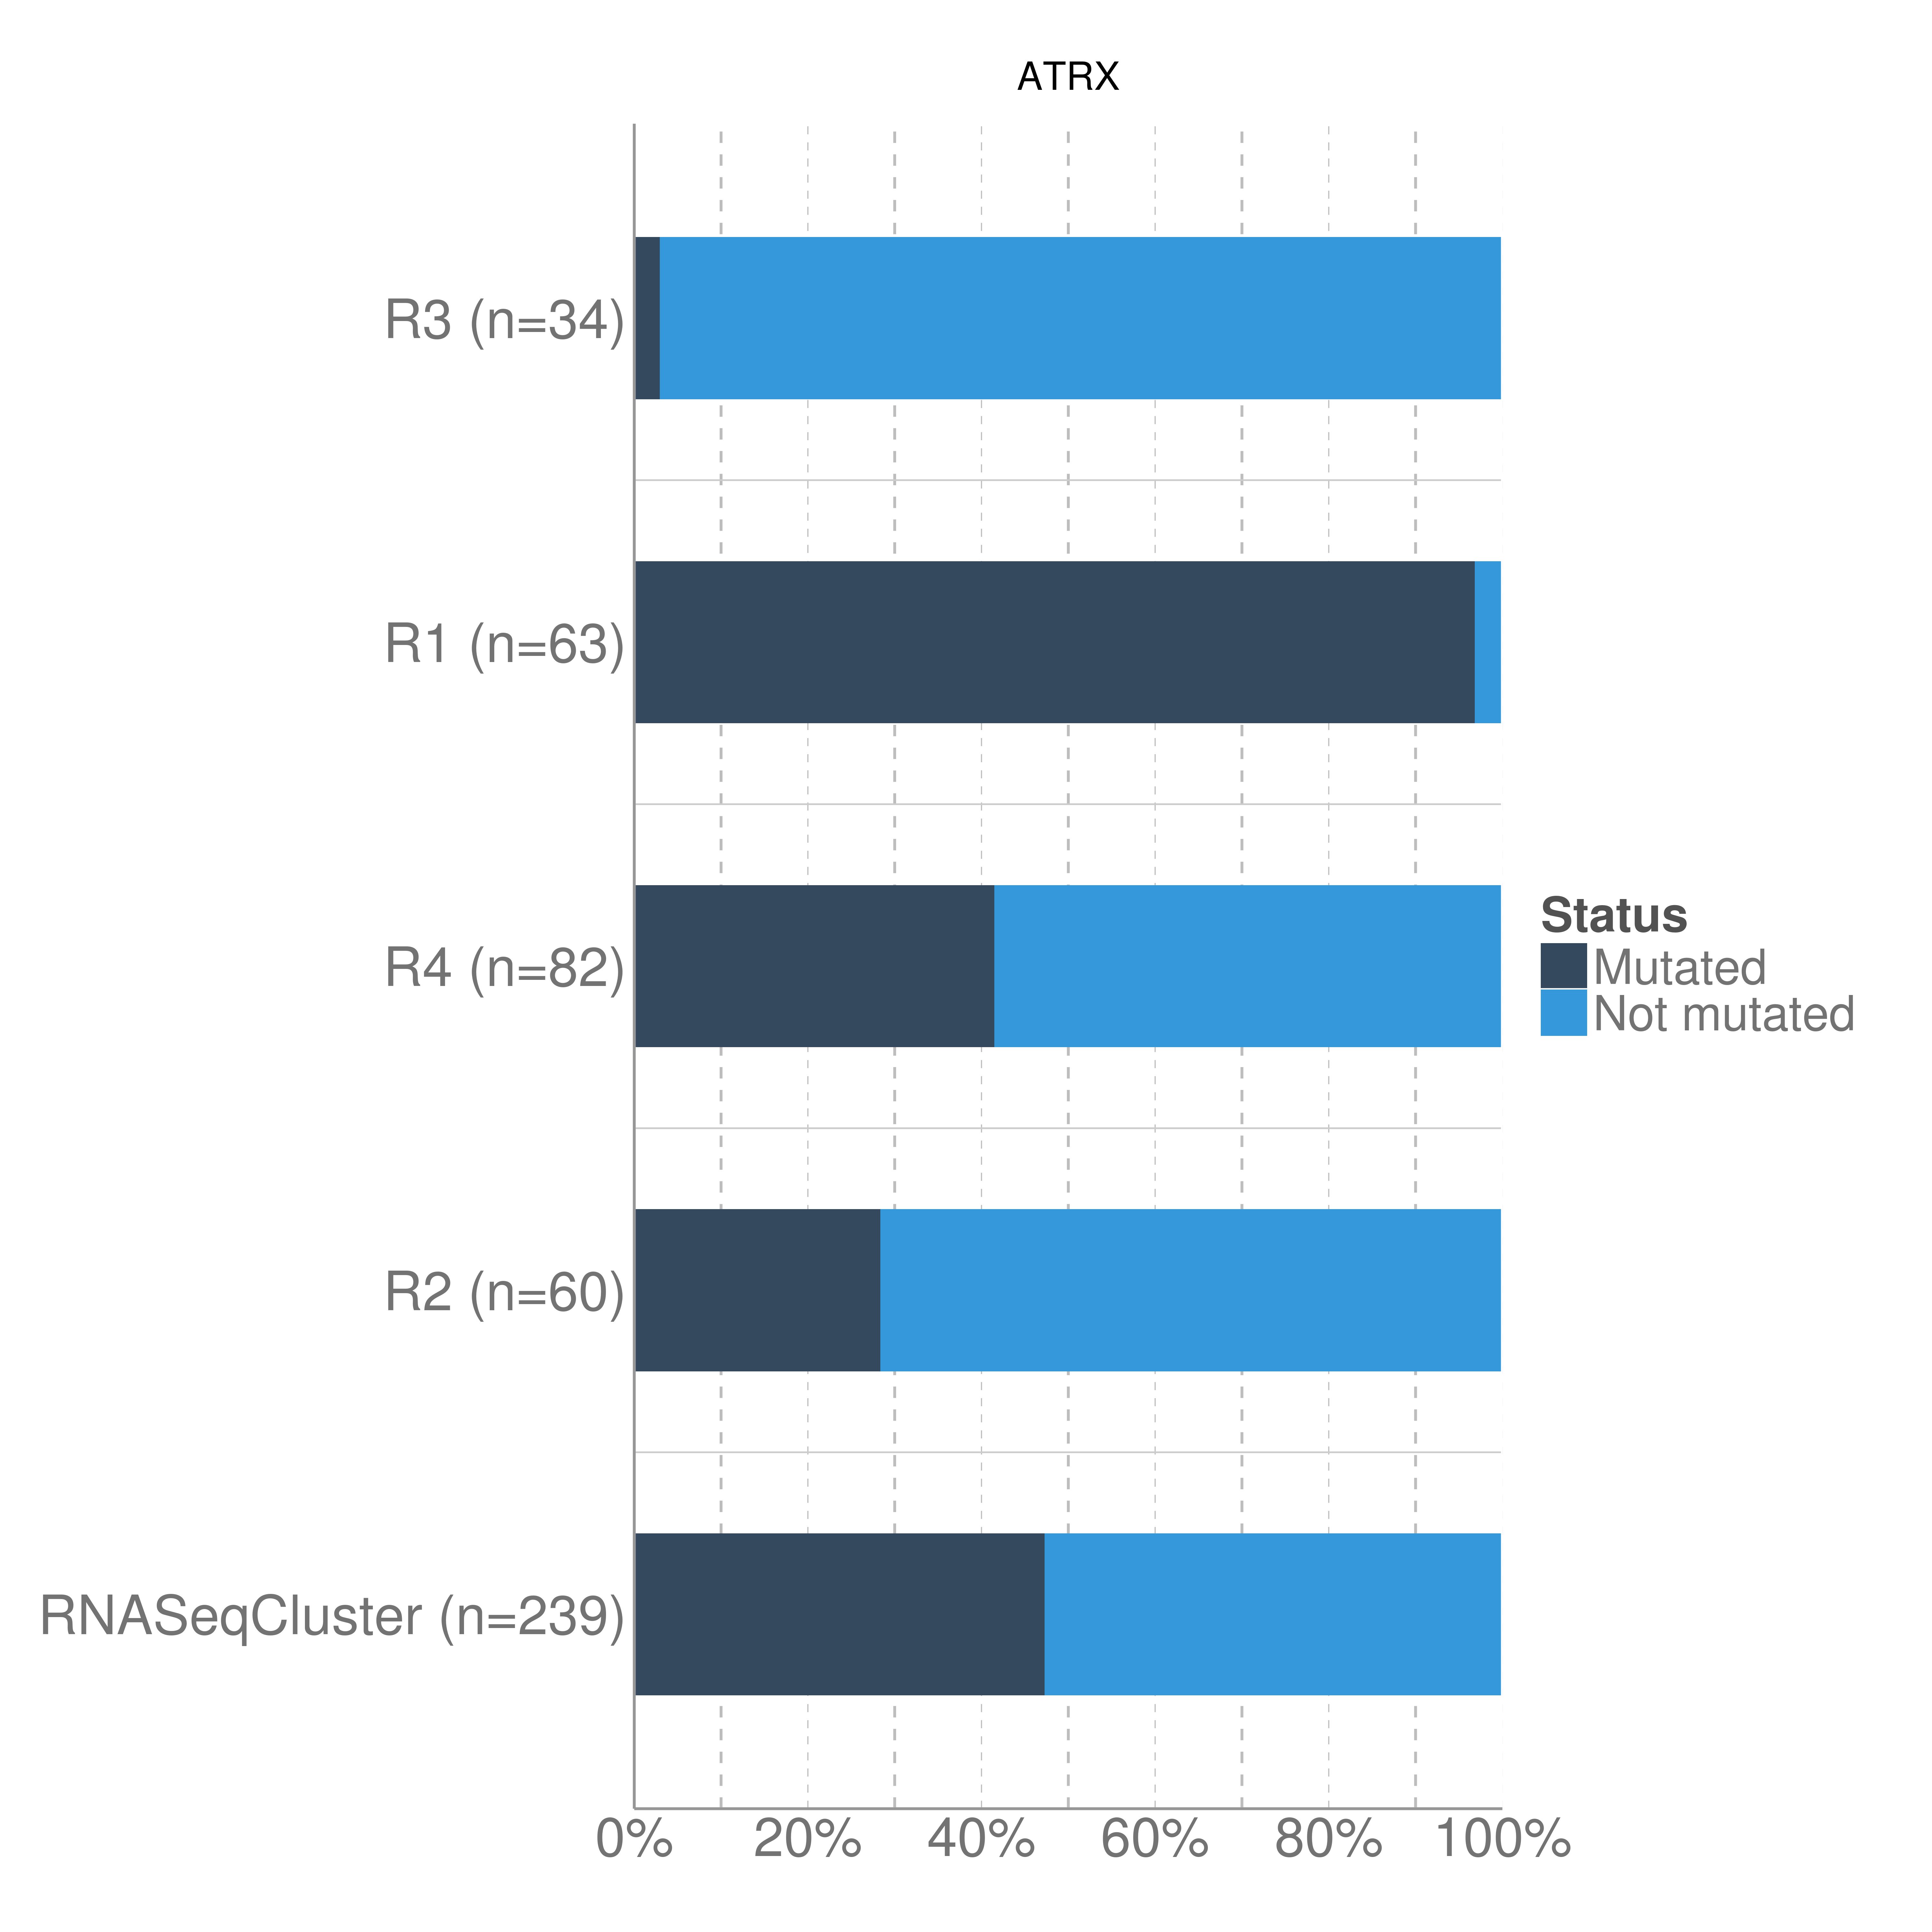 ATRX
R3 (n=34)
R1 (n=63)
R4 (n=82)
R2 (n=60)
RNASeqCluster (n=239)
0% 20% 40% 60% 80% 100%
Status
Mutated
Not mutated